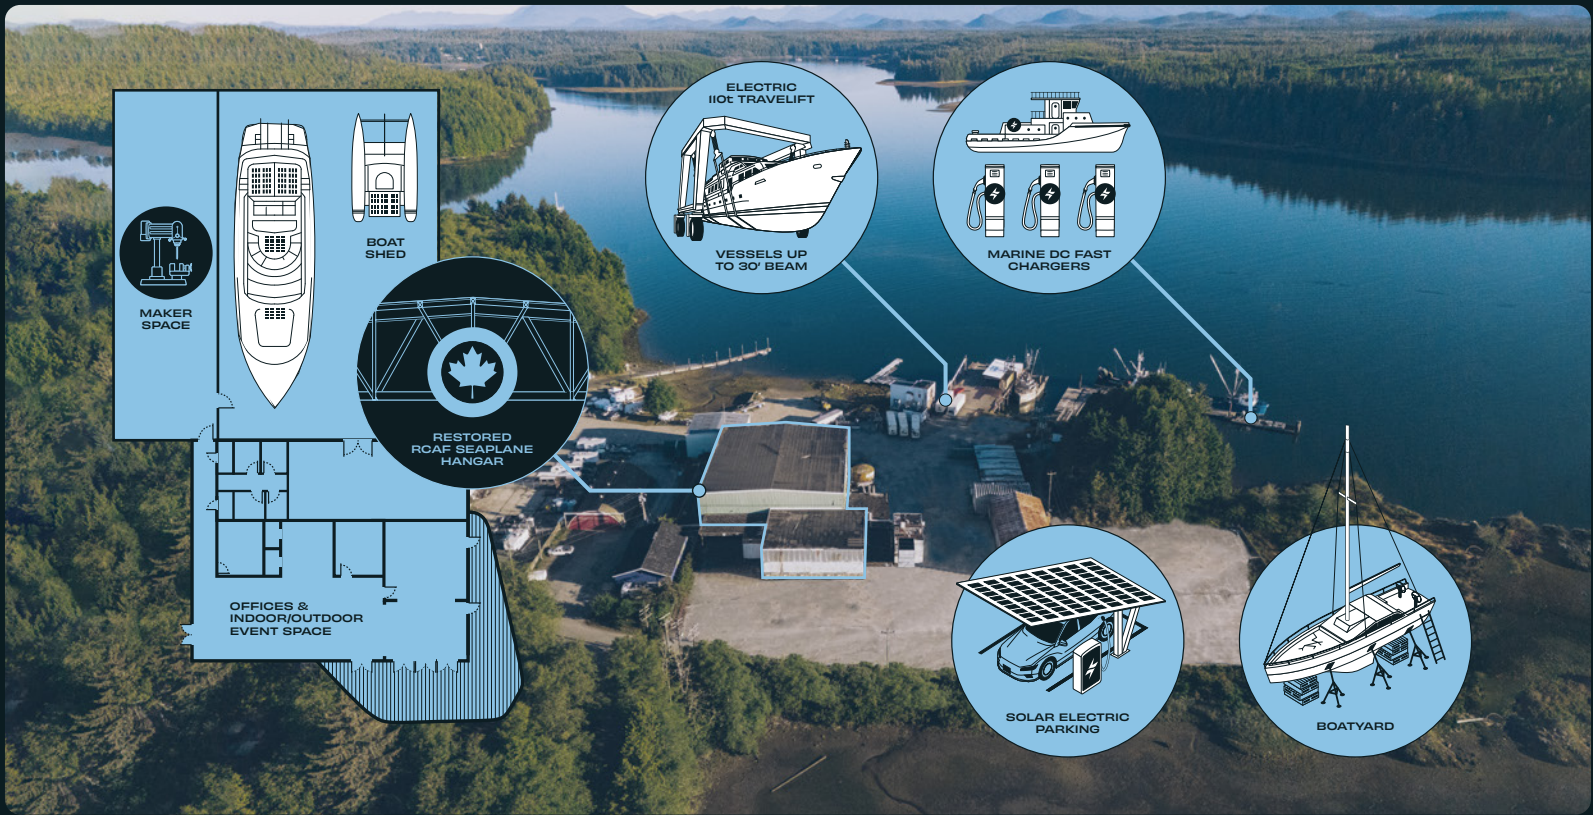 ELECTRIC
110t TRAVELIFT
VESSELS UP
TO 30' BEAM
MARINE DC FAST
CHARGERS
BOAT
SHED
MAKER
SPACE
RESTORED
RCAF SEAPLANE
HANGAR
OFFICES &
INDOOR/OUTDOOR
EVENT SPACE
SOLAR ELECTRIC
PARKING
BOATYARD